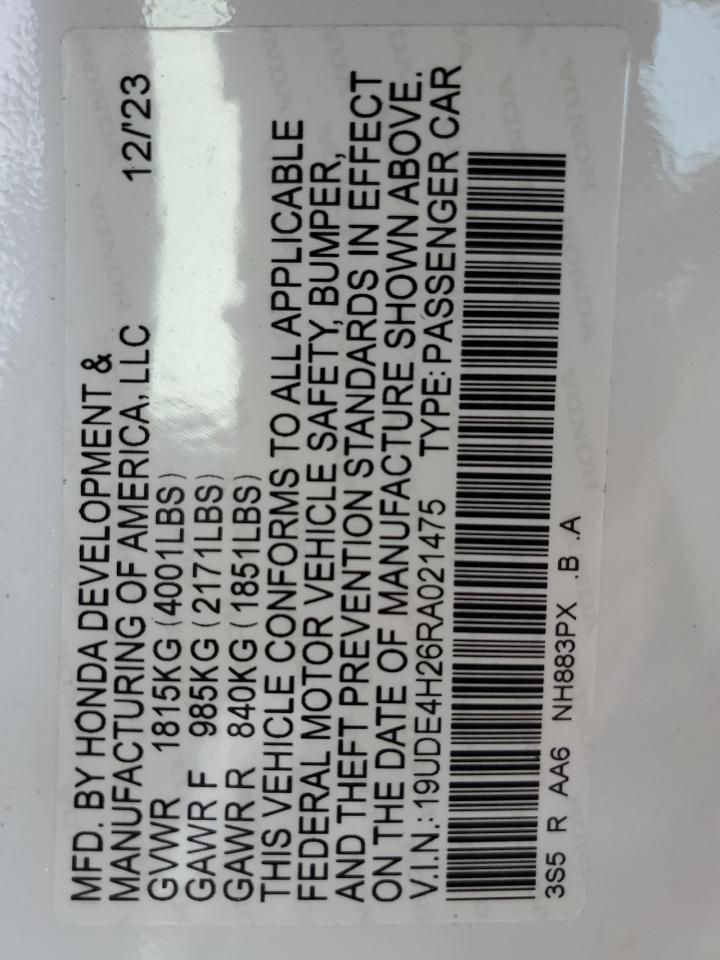 MFD. BY HONDA DEVELOPMENT &
MANUFACTURING OF AMERICA, LLC 12/'23
GVWR 1815KG (4001LBS)
GAWR F 985KG (2171LBS)
GAWR R 840KG (1851LBS)
THIS VEHICLE CONFORMS TO ALL APPLICABLE
FEDERAL MOTOR VEHICLE SAFETY, BUMPER,
AND THEFT PREVENTION STANDARDS IN EFFECT
ON THE DATE OF MANUFACTURE SHOWN ABOVE.
V.I.N.: 19UDE4H26RA021475 TYPE: PASSENGER CAR
3S5 R AA6 NH883PX .B .A